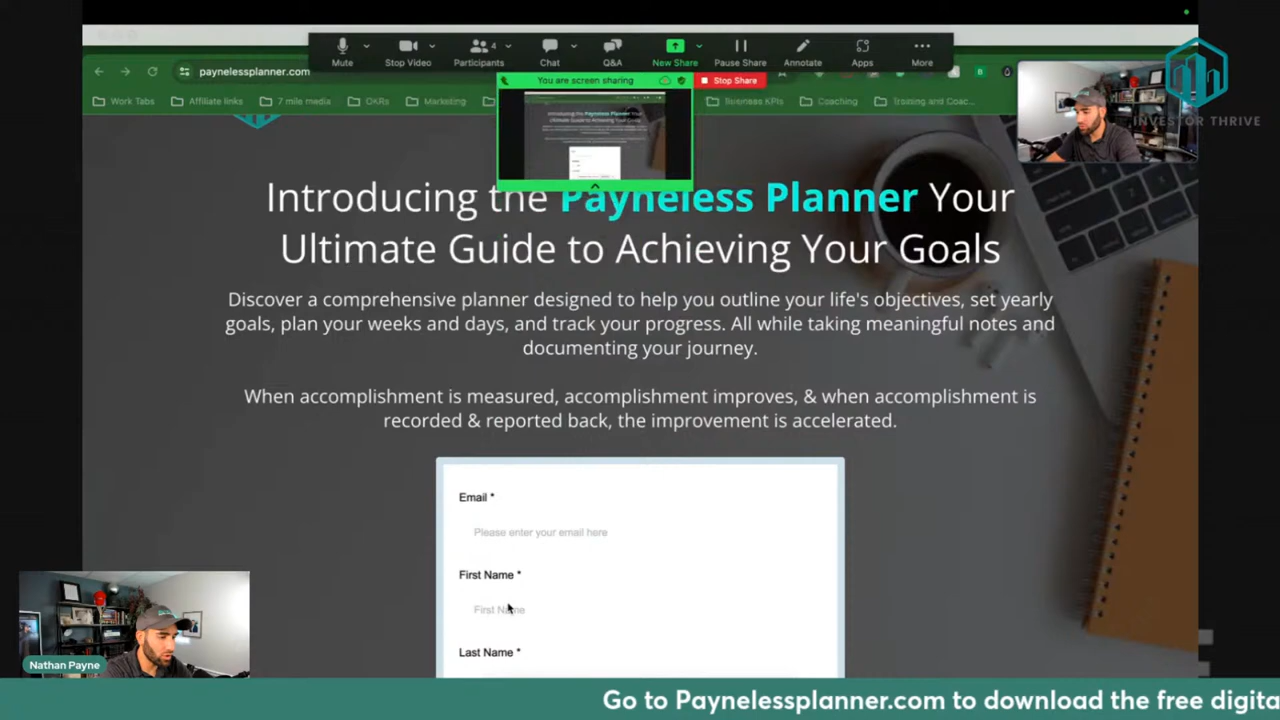 Mute
Stop Video
Participants
4
Chat
Q&A
New Share
Pause Share
Annotate
Apps
More
You are screen sharing
Stop Share
paynelessplanner.com
B
Work Tabs
Affiliate links
7 mile media
OKRs
Marketing
Business KPIs
Coaching
Training and Coac...
INVESTOR THRIVE
Introducing the Payneless Planner Your
Ultimate Guide to Achieving Your Goals
Discover a comprehensive planner designed to help you outline your life's objectives, set yearly
goals, plan your weeks and days, and track your progress. All while taking meaningful notes and
documenting your journey.
When accomplishment is measured, accomplishment improves, & when accomplishment is
recorded & reported back, the improvement is accelerated.
Email *
Please enter your email here
First Name *
First Name
Last Name *
Nathan Payne
Go to Paynelessplanner.com to download the free digita